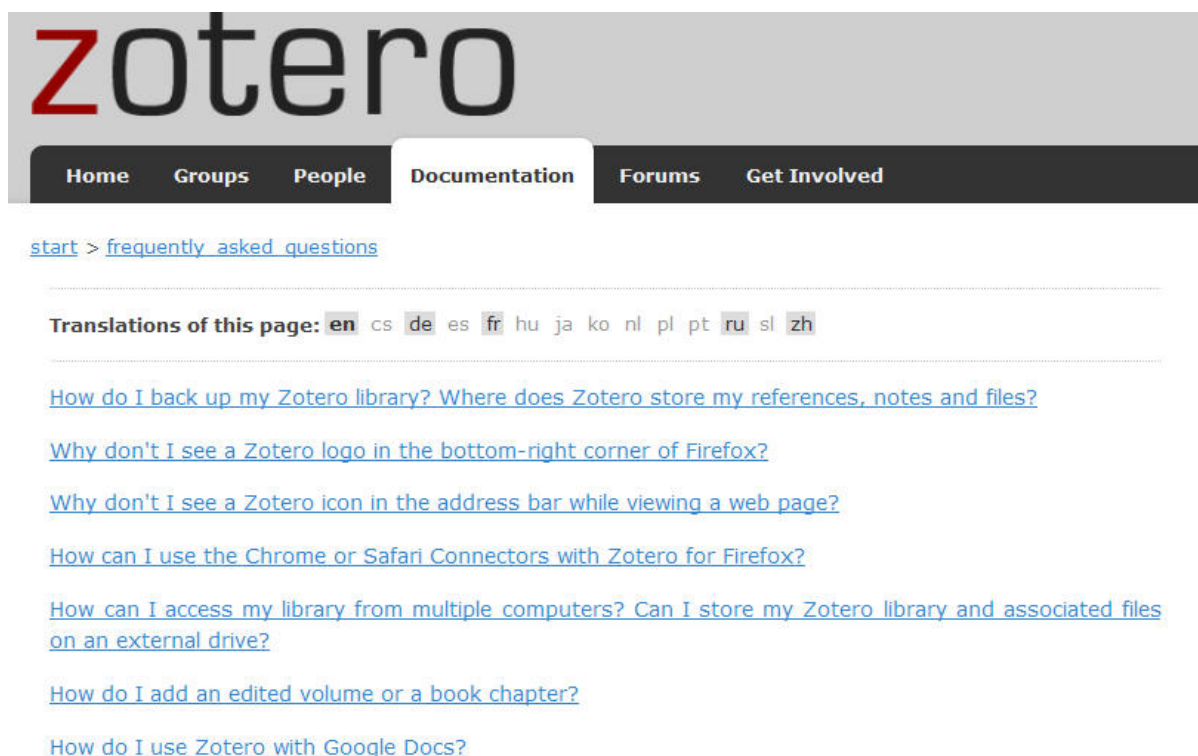 zotero
Home Groups People Documentation Forums Get Involved
start > frequently asked questions
Translations of this page: en cs de es fr hu ja ko nl pl pt ru sl zh
How do I back up my Zotero library? Where does Zotero store my references, notes and files?
Why don't I see a Zotero logo in the bottom-right corner of Firefox?
Why don't I see a Zotero icon in the address bar while viewing a web page?
How can I use the Chrome or Safari Connectors with Zotero for Firefox?
How can I access my library from multiple computers? Can I store my Zotero library and associated files
on an external drive?
How do I add an edited volume or a book chapter?
How do I use Zotero with Google Docs?